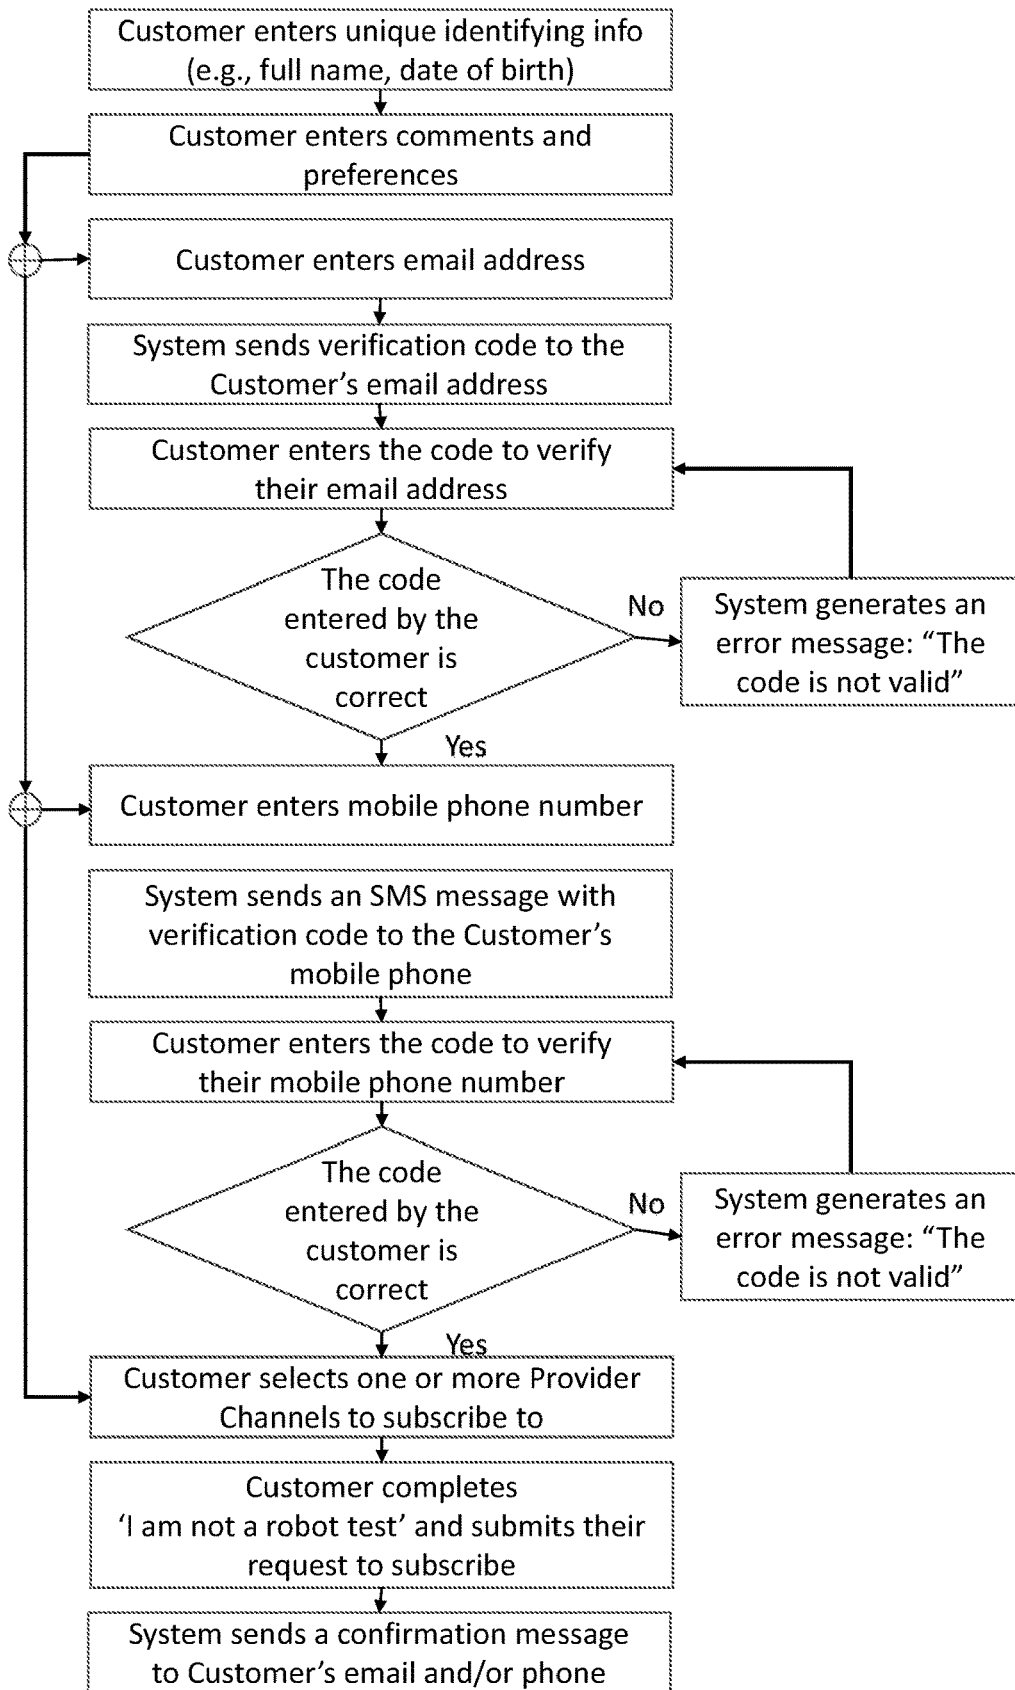 Customer enters unique identifying info
(e.g., full name, date of birth)
Customer enters comments and
preferences
Customer enters email address
System sends verification code to the
Customer’s email address
Customer enters the code to verify
their email address
The code
entered by the
customer is
correct
No
System generates an
error message: “The
code is not valid”
Yes
Customer enters mobile phone number
System sends an SMS message with
verification code to the Customer’s
mobile phone
Customer enters the code to verify
their mobile phone number
The code
entered by the
customer is
correct
No
System generates an
error message: “The
code is not valid”
Yes
Customer selects one or more Provider
Channels to subscribe to
Customer completes
‘I am not a robot test’ and submits their
request to subscribe
System sends a confirmation message
to Customer’s email and/or phone